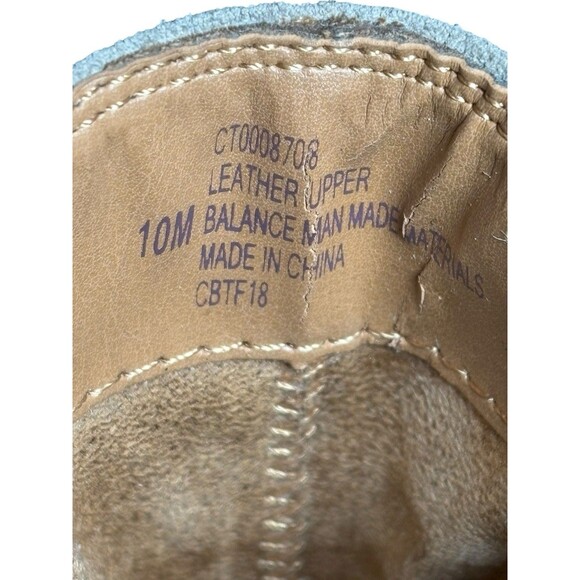 CT0008708
LEATHER UPPER
10M BALANCE MAN MADE MATERIALS
MADE IN CHINA
CBTF18